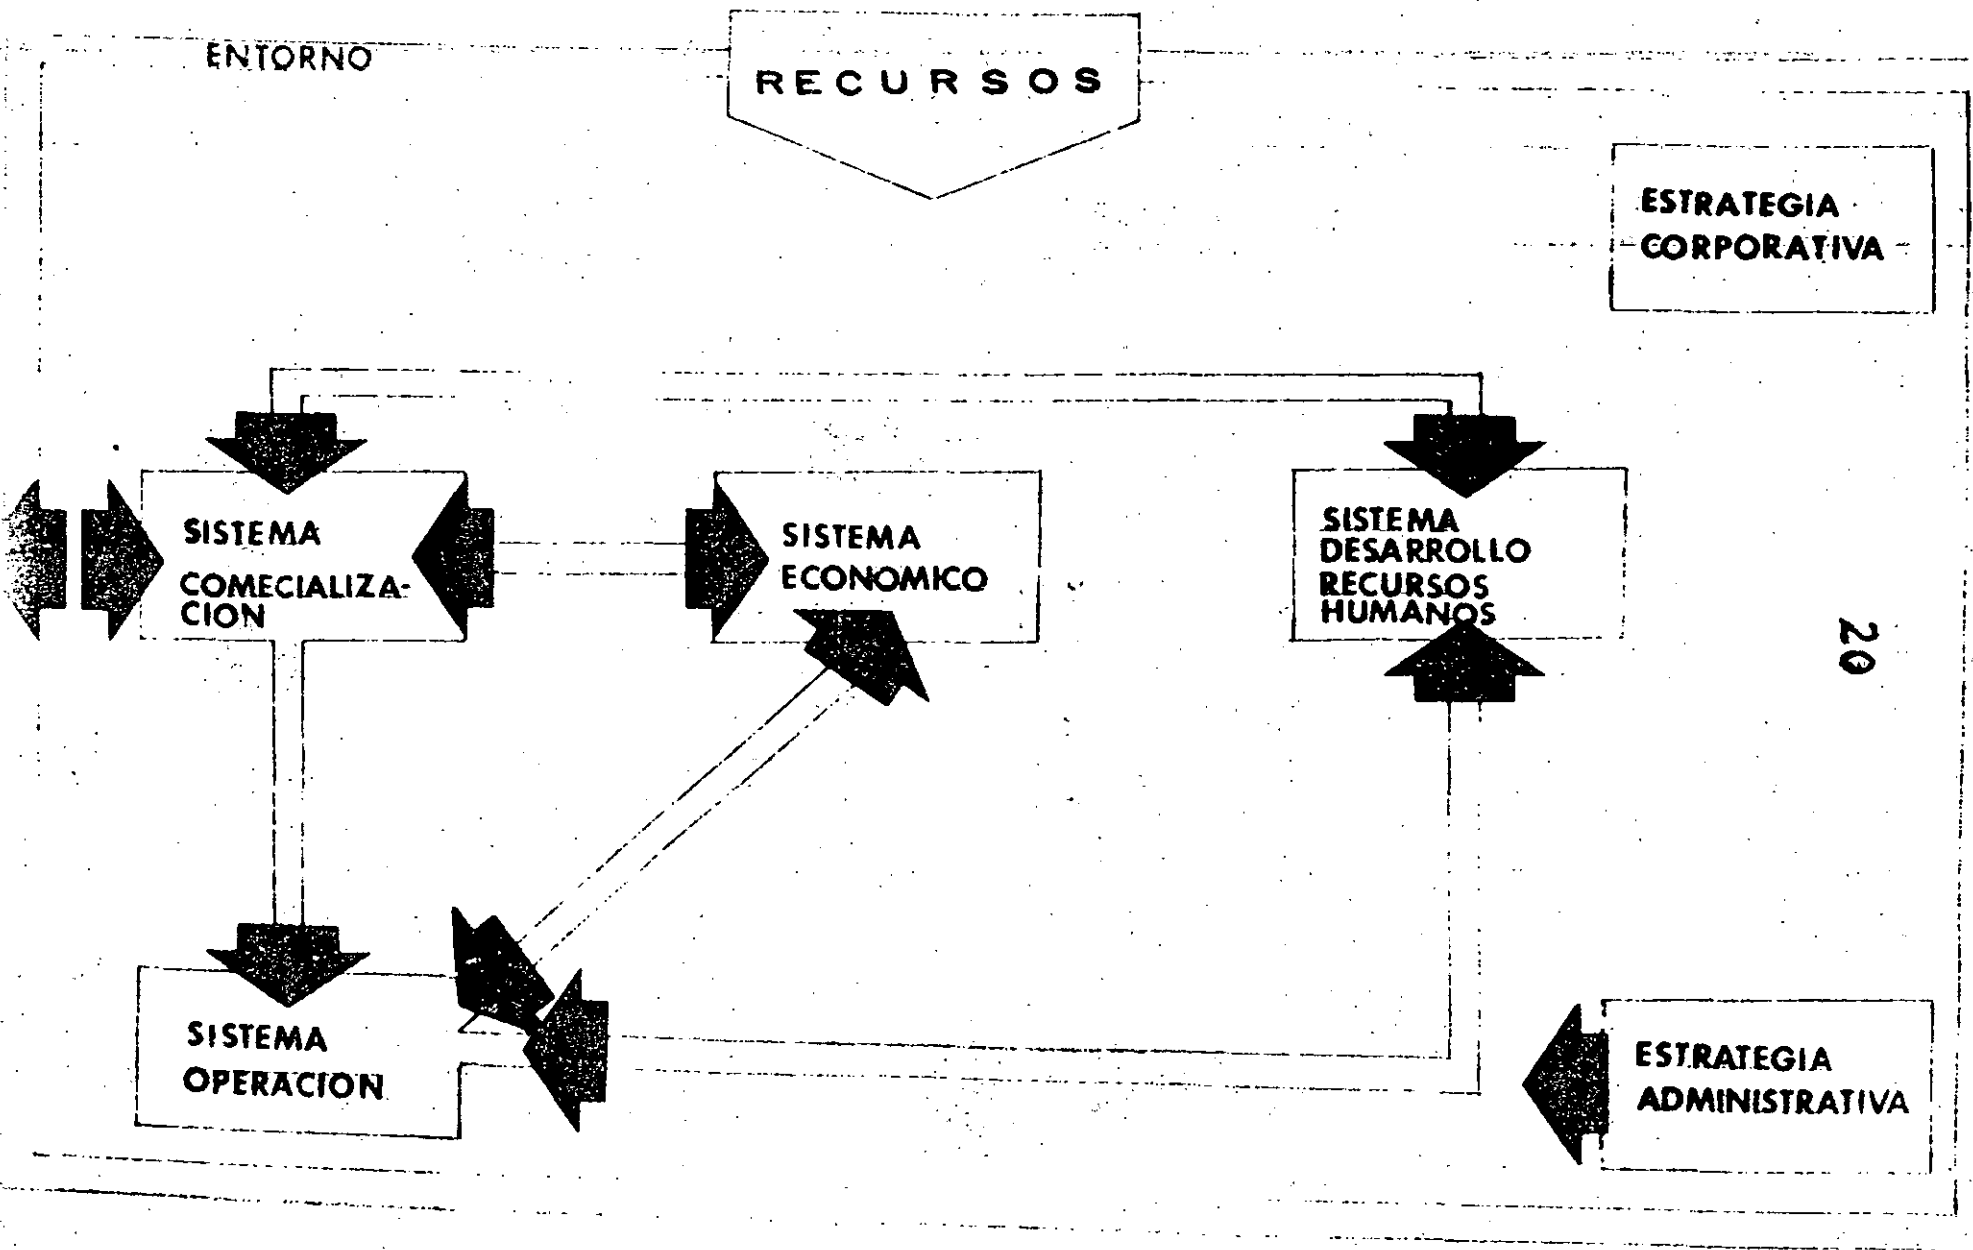 ENTORNO
RECURSOS
ESTRATEGIA
CORPORATIVA
SISTEMA
COMECIALIZA-
CION
SISTEMA
ECONOMICO
SISTEMA
DESARROLLO
RECURSOS
HUMANOS
20
SISTEMA
OPERACION
ESTRATEGIA
ADMINISTRATIVA